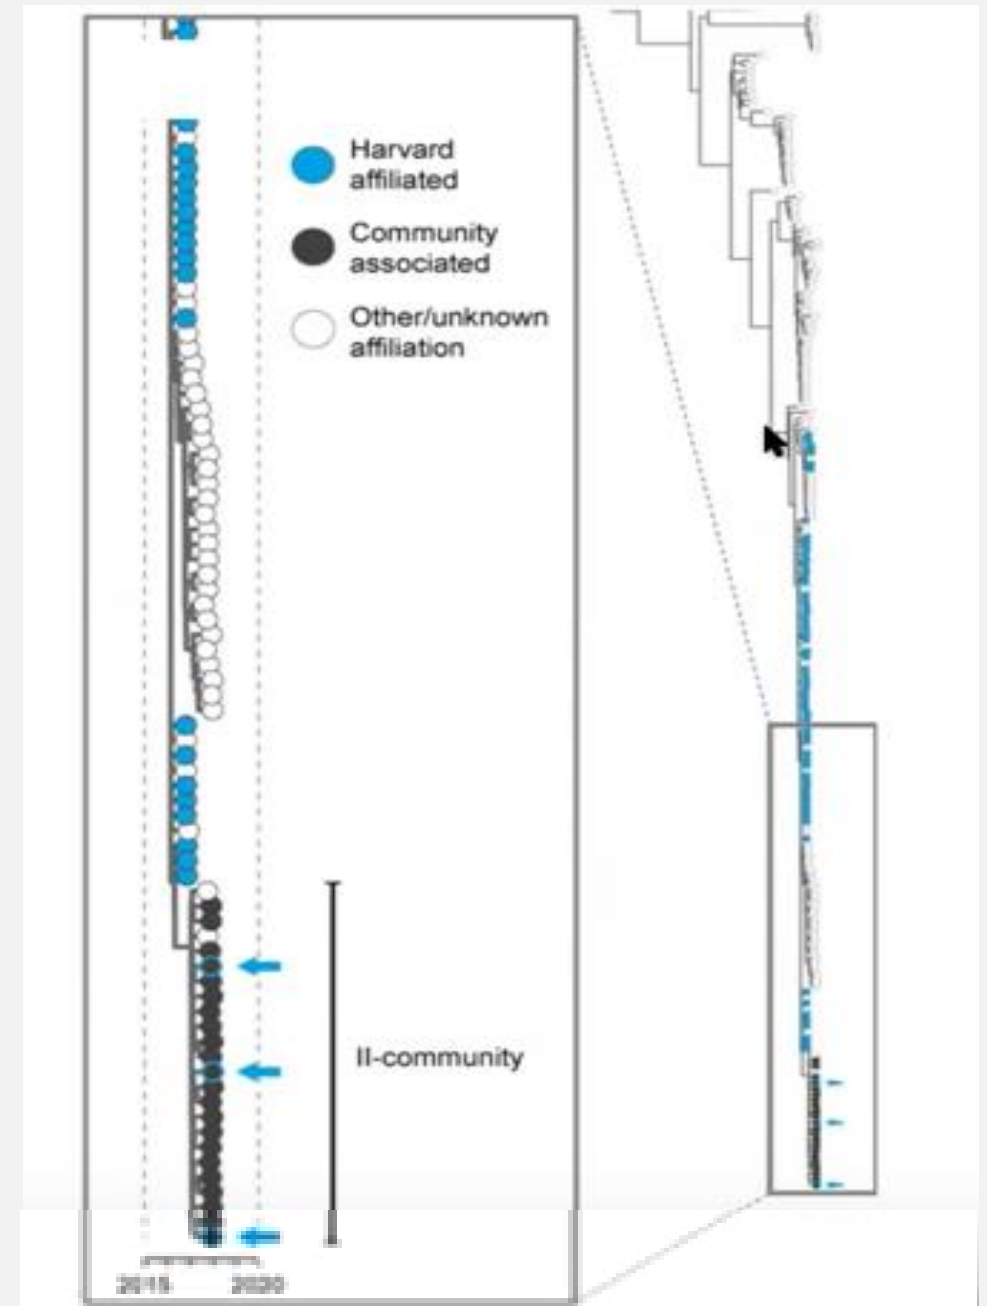 Harvard
affiliated
Community
associated
Other/unknown
affiliation
II-community
2015 2020